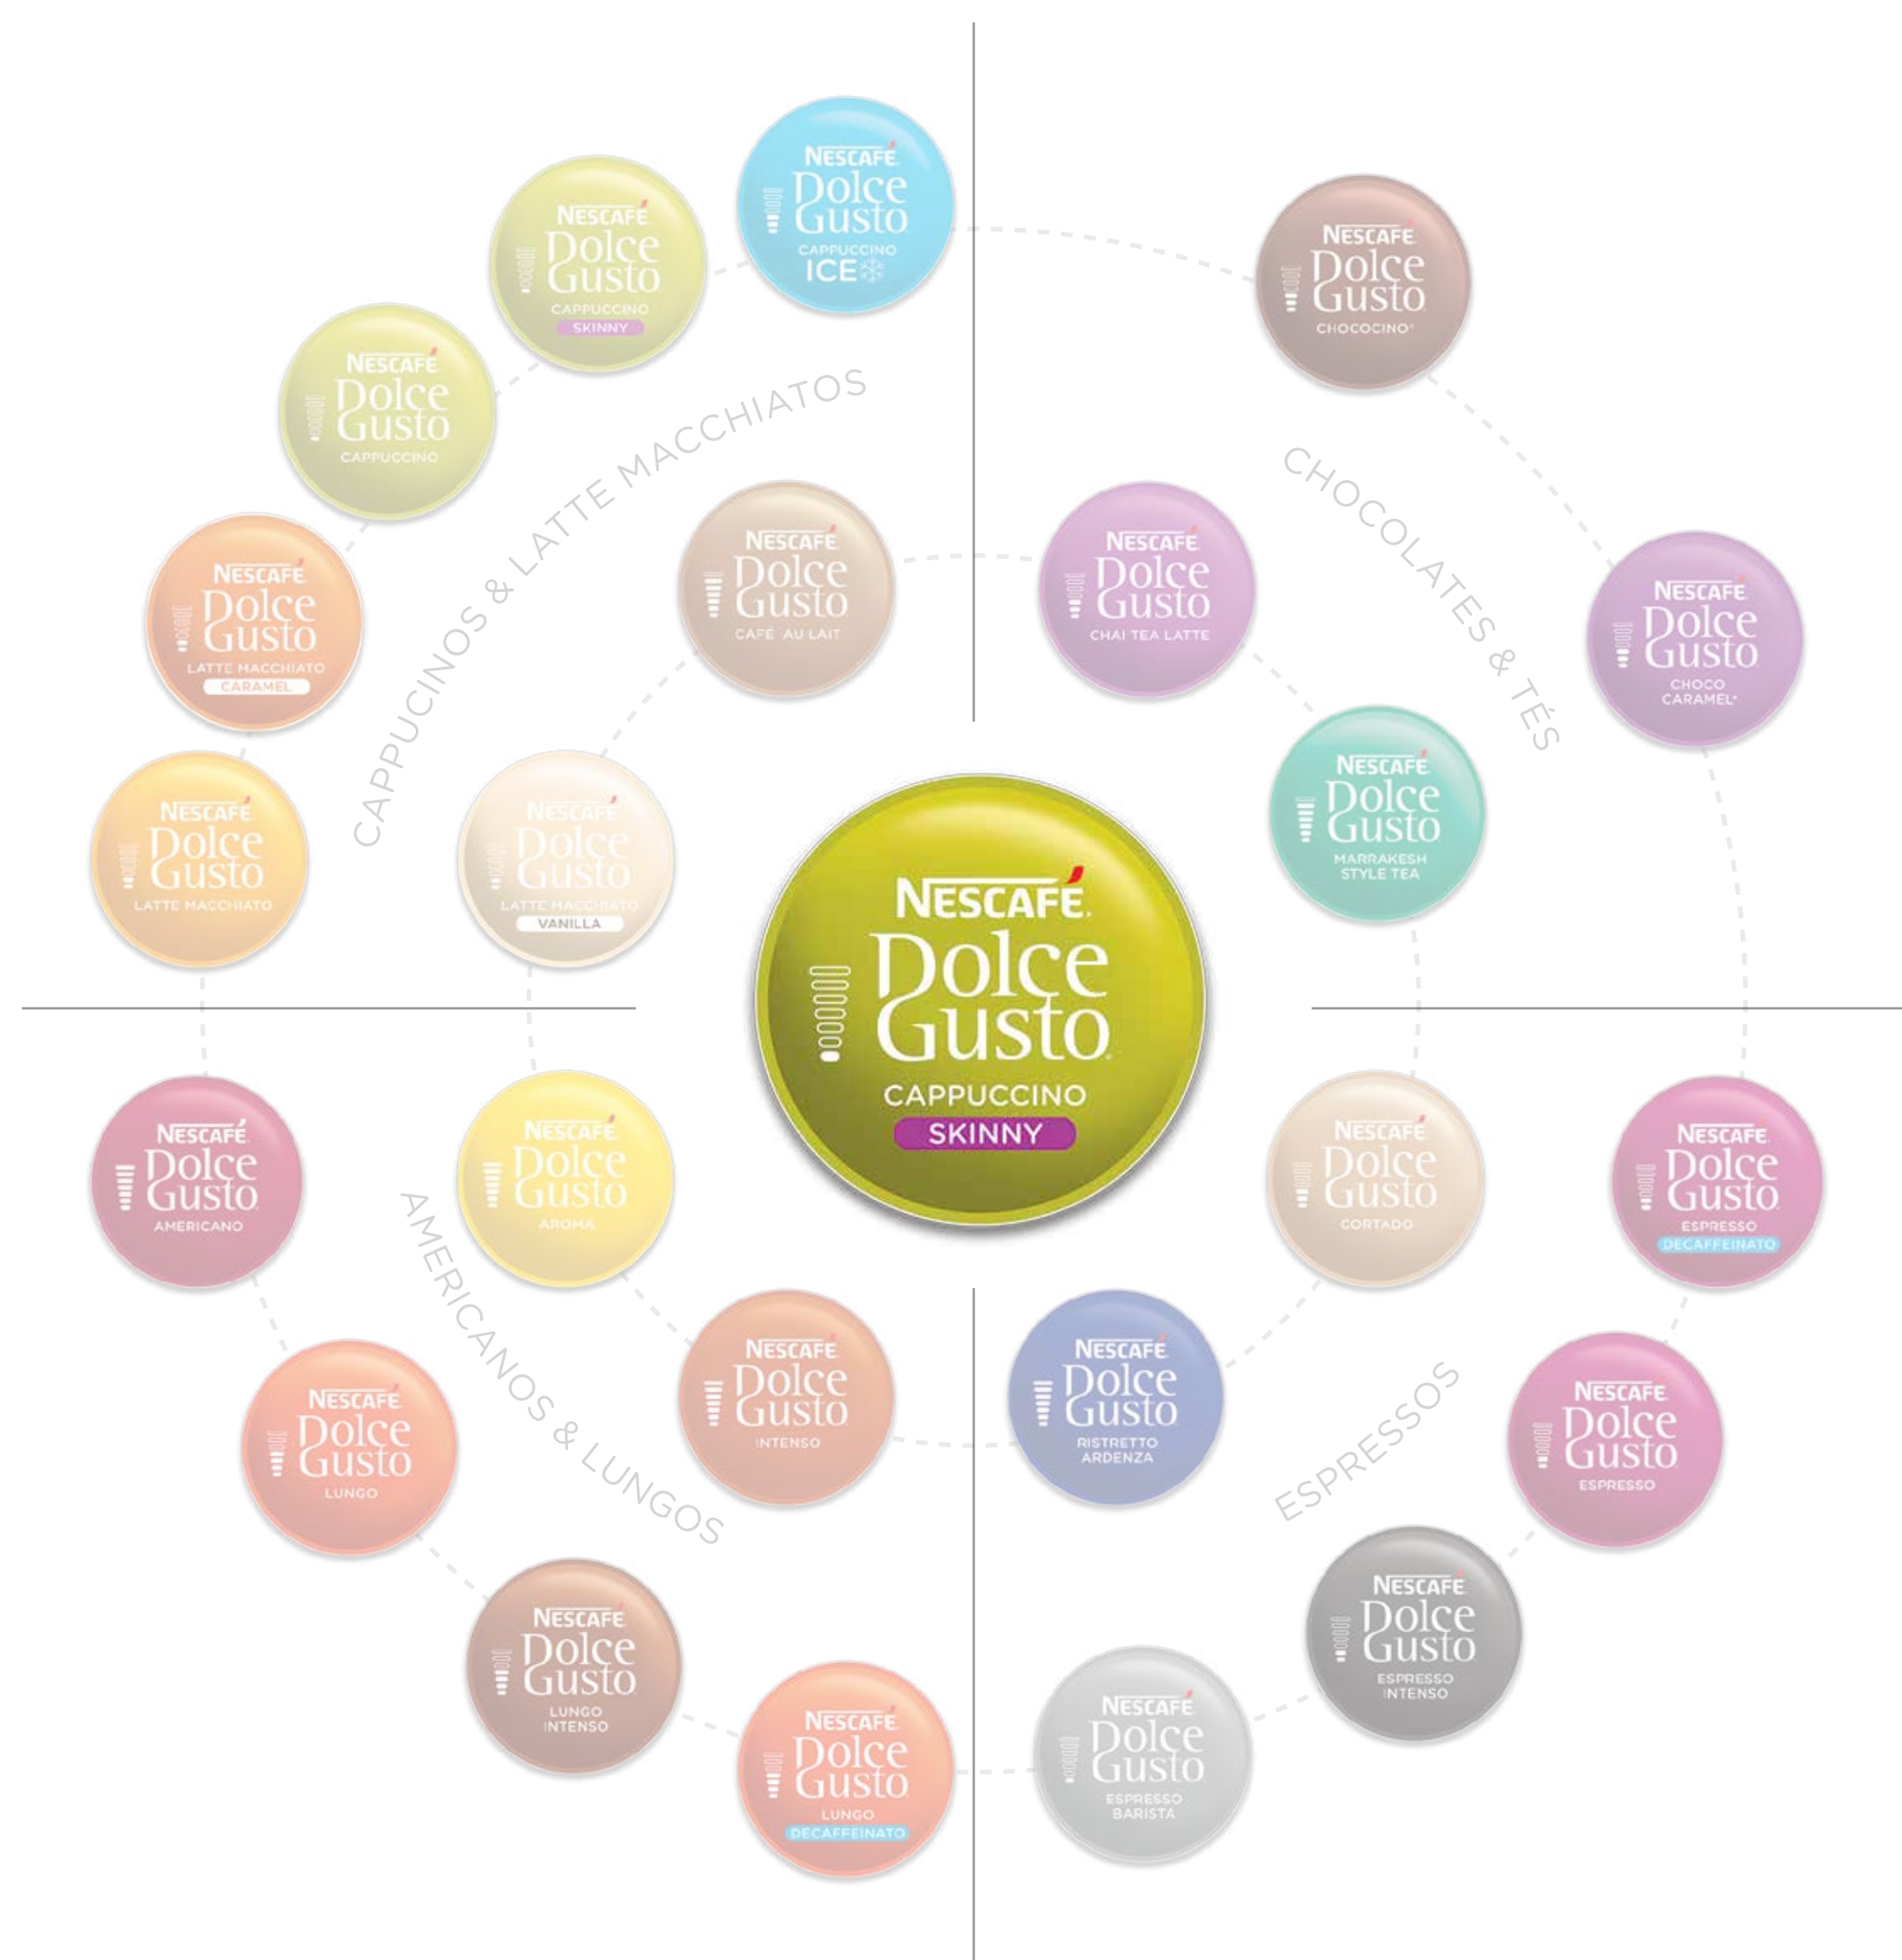 NESCAFÉ
Dolce
Gusto
CAPPUCCINO
ICE
NESCAFÉ
Dolce
Gusto
CAPPUCCINO
SKINNY
NESCAFÉ
Dolce
Gusto
CHOCOCINO*
NESCAFÉ
Dolce
Gusto
CAPPUCCINO
CAPPUCINOS & LATTE MACCHIATOS
CHOCOLATES & TÉS
NESCAFÉ
Dolce
Gusto
LATTE MACCHIATO
CARAMEL
NESCAFÉ
Dolce
Gusto
CAFÉ AU LAIT
NESCAFÉ
Dolce
Gusto
CHAI TEA LATTE
NESCAFÉ
Dolce
Gusto
CHOCO
CARAMEL*
NESCAFÉ
Dolce
Gusto
LATTE MACCHIATO
NESCAFÉ
Dolce
Gusto
LATTE MACCHIATO
VANILLA
NESCAFÉ
Dolce
Gusto
MARRAKESH
STYLE TEA
NESCAFÉ.
Dolce
Gusto
CAPPUCCINO
SKINNY
NESCAFÉ
Dolce
Gusto
AMERICANO
NESCAFÉ
Dolce
Gusto
AROMA
NESCAFÉ
Dolce
Gusto
CORTADO
NESCAFÉ
Dolce
Gusto
ESPRESSO
DECAFFEINATO
AMERICANOS & LUNGOS
ESPRESSOS
NESCAFÉ
Dolce
Gusto
LUNGO
NESCAFÉ
Dolce
Gusto
INTENSO
NESCAFÉ
Dolce
Gusto
RISTRETTO
ARDENZA
NESCAFÉ
Dolce
Gusto
ESPRESSO
NESCAFÉ
Dolce
Gusto
LUNGO
INTENSO
NESCAFÉ
Dolce
Gusto
ESPRESSO
INTENSO
NESCAFÉ
Dolce
Gusto
LUNGO
DECAFFEINATO
NESCAFÉ
Dolce
Gusto
ESPRESSO
BARISTA